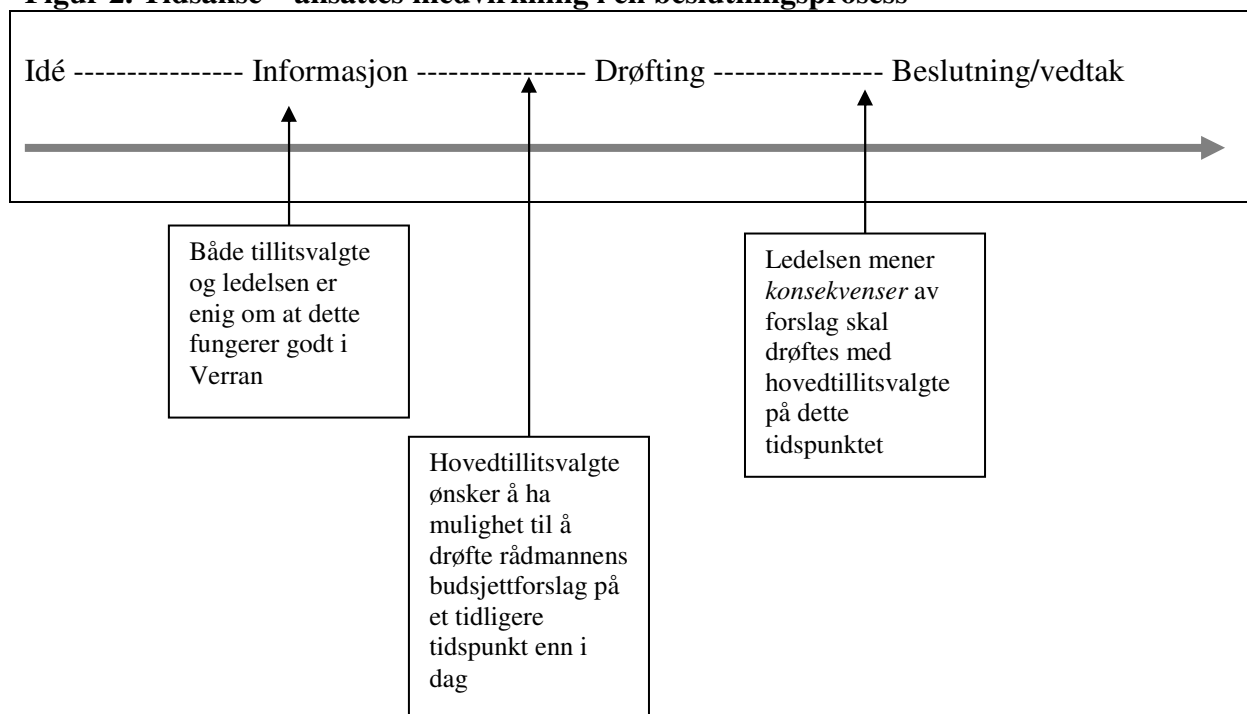 Idé ---------------- Informasjon ---------------- Drøfting ---------------- Beslutning/vedtak
Både tillitsvalgte
og ledelsen er
enig om at dette
fungerer godt i
Verran
Hovedtillitsvalgte
ønsker å ha
mulighet til å
drøfte rådmannens
budsjettforslag på
et tidligere
tidspunkt enn i
dag
Ledelsen mener
konsekvenser av
forslag skal
drøftes med
hovedtillitsvalgte
på dette
tidspunktet